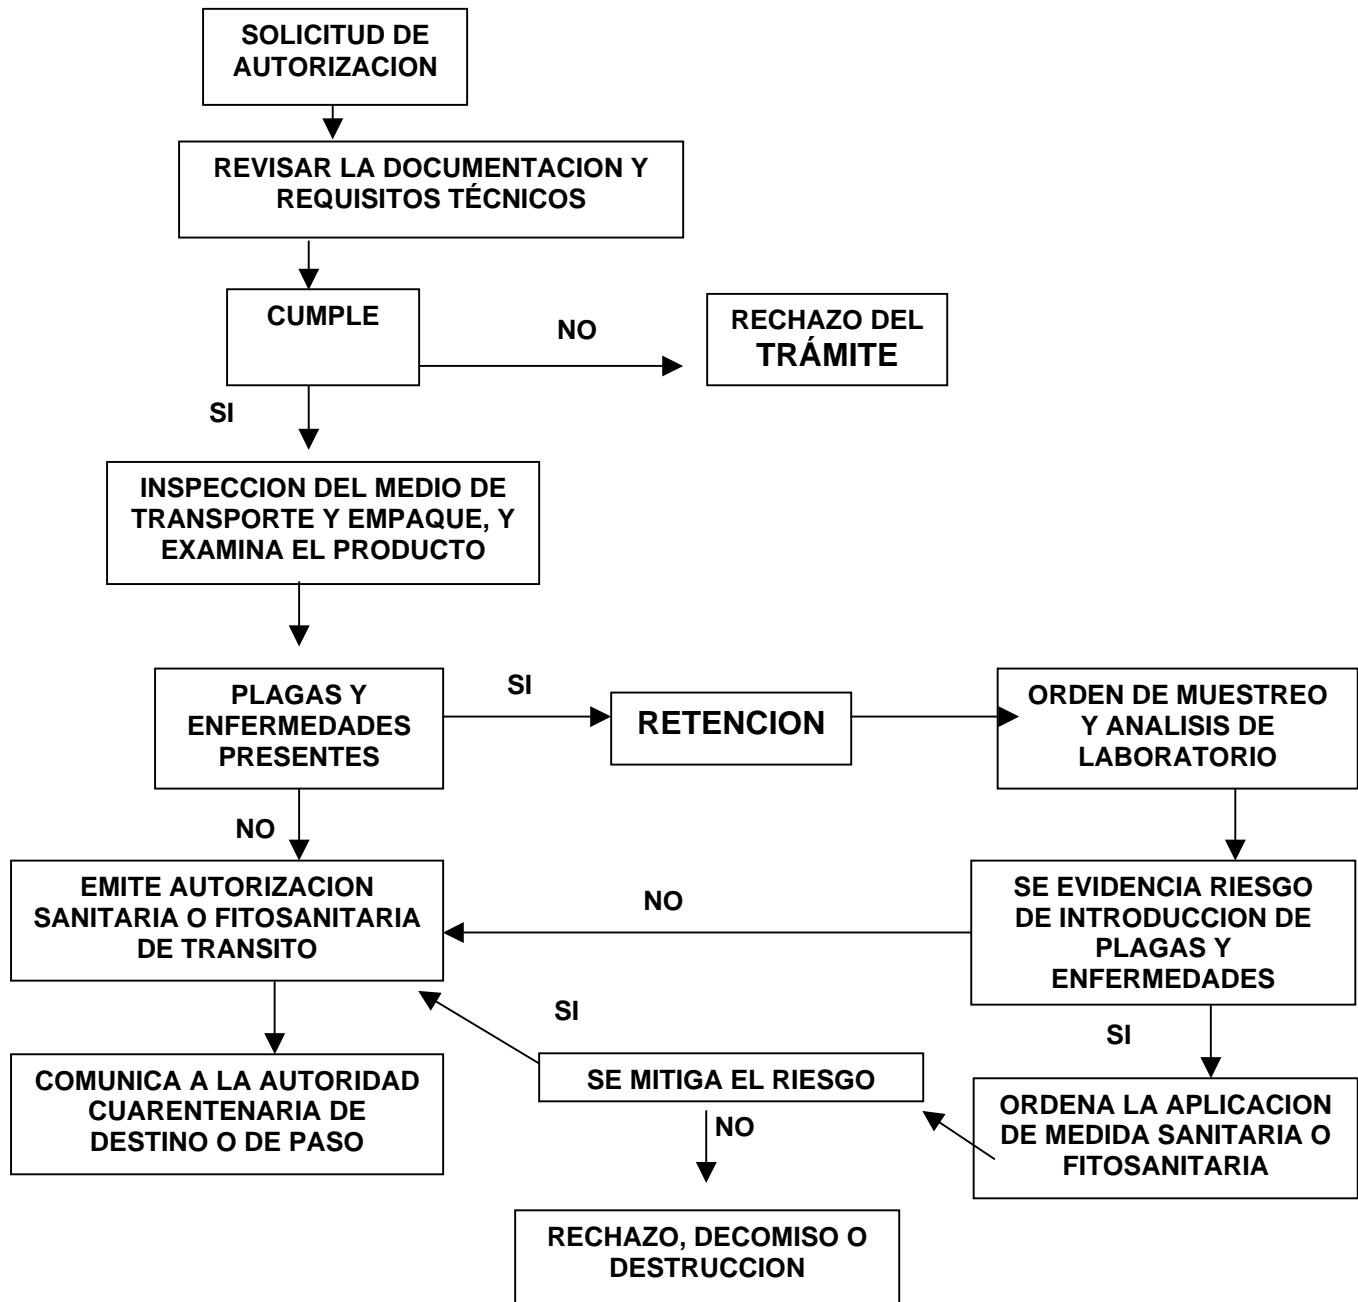 SOLICITUD DE
AUTORIZACION
REVISAR LA DOCUMENTACION Y
REQUISITOS TÉCNICOS
CUMPLE
NO
RECHAZO DEL
TRÁMITE
SI
INSPECCION DEL MEDIO DE
TRANSPORTE Y EMPAQUE, Y
EXAMINA EL PRODUCTO
PLAGAS Y
ENFERMEDADES
PRESENTES
SI
RETENCION
ORDEN DE MUESTREO
Y ANALISIS DE
LABORATORIO
NO
EMITE AUTORIZACION
SANITARIA O FITOSANITARIA
DE TRANSITO
NO
SE EVIDENCIA RIESGO
DE INTRODUCCION DE
PLAGAS Y
ENFERMEDADES
SI
SI
COMUNICA A LA AUTORIDAD
CUARENTENARIA DE
DESTINO O DE PASO
SE MITIGA EL RIESGO
ORDENA LA APLICACION
DE MEDIDA SANITARIA O
FITOSANITARIA
NO
RECHAZO, DECOMISO O
DESTRUCCION